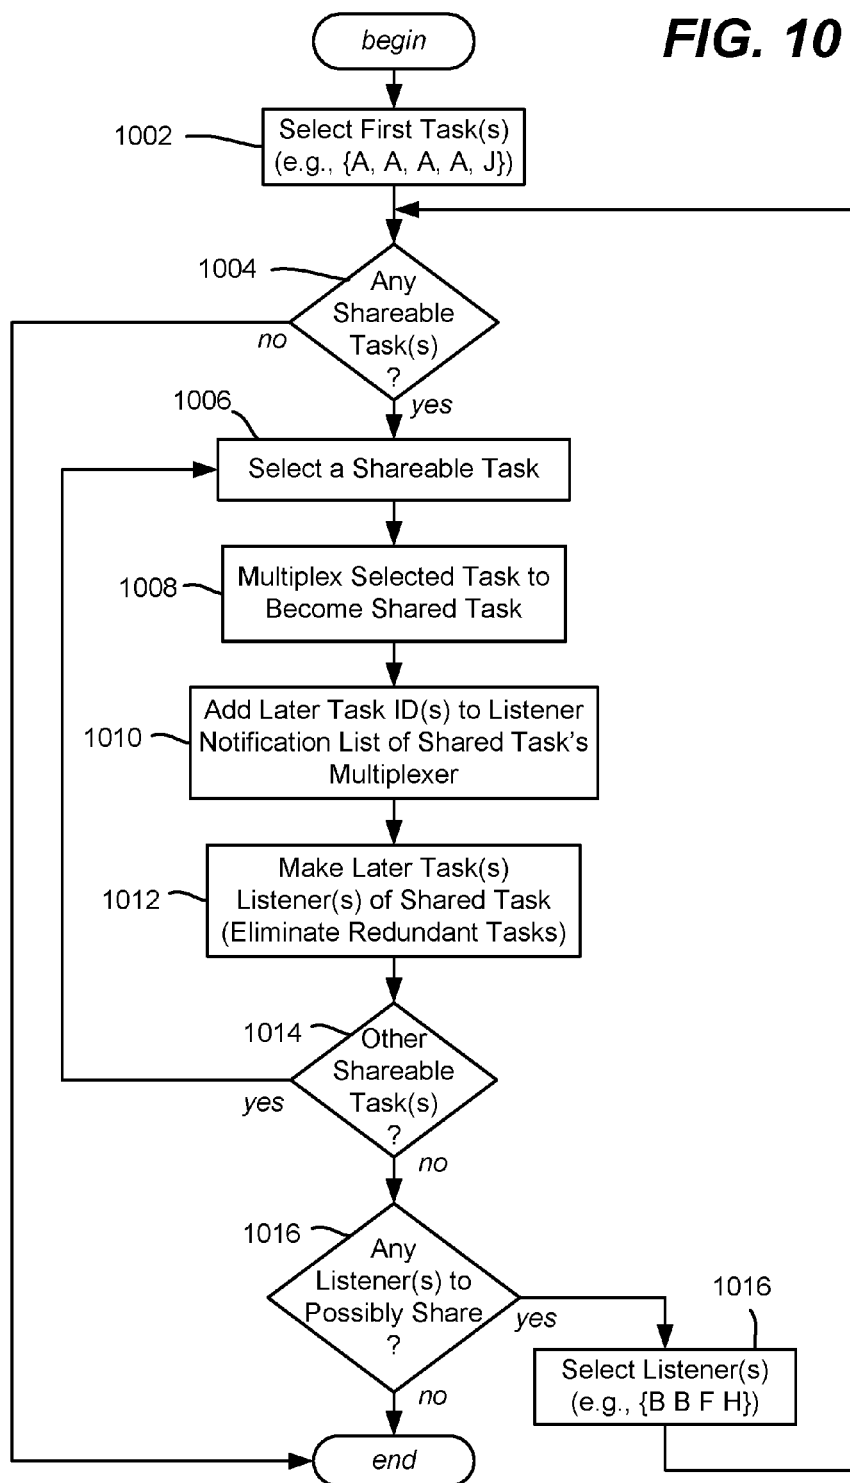 FIG. 10
begin
1002
Select First Task(s)
(e.g., {A, A, A, A, J})
1004
Any
Shareable
Task(s)
?
no
yes
1006
Select a Shareable Task
1008
Multiplex Selected Task to
Become Shared Task
1010
Add Later Task ID(s) to Listener
Notification List of Shared Task's
Multiplexer
1012
Make Later Task(s)
Listener(s) of Shared Task
(Eliminate Redundant Tasks)
1014
Other
Shareable
Task(s)
?
yes
no
1016
Any
Listener(s) to
Possibly Share
?
yes
no
1016
Select Listener(s)
(e.g., {B B F H})
end